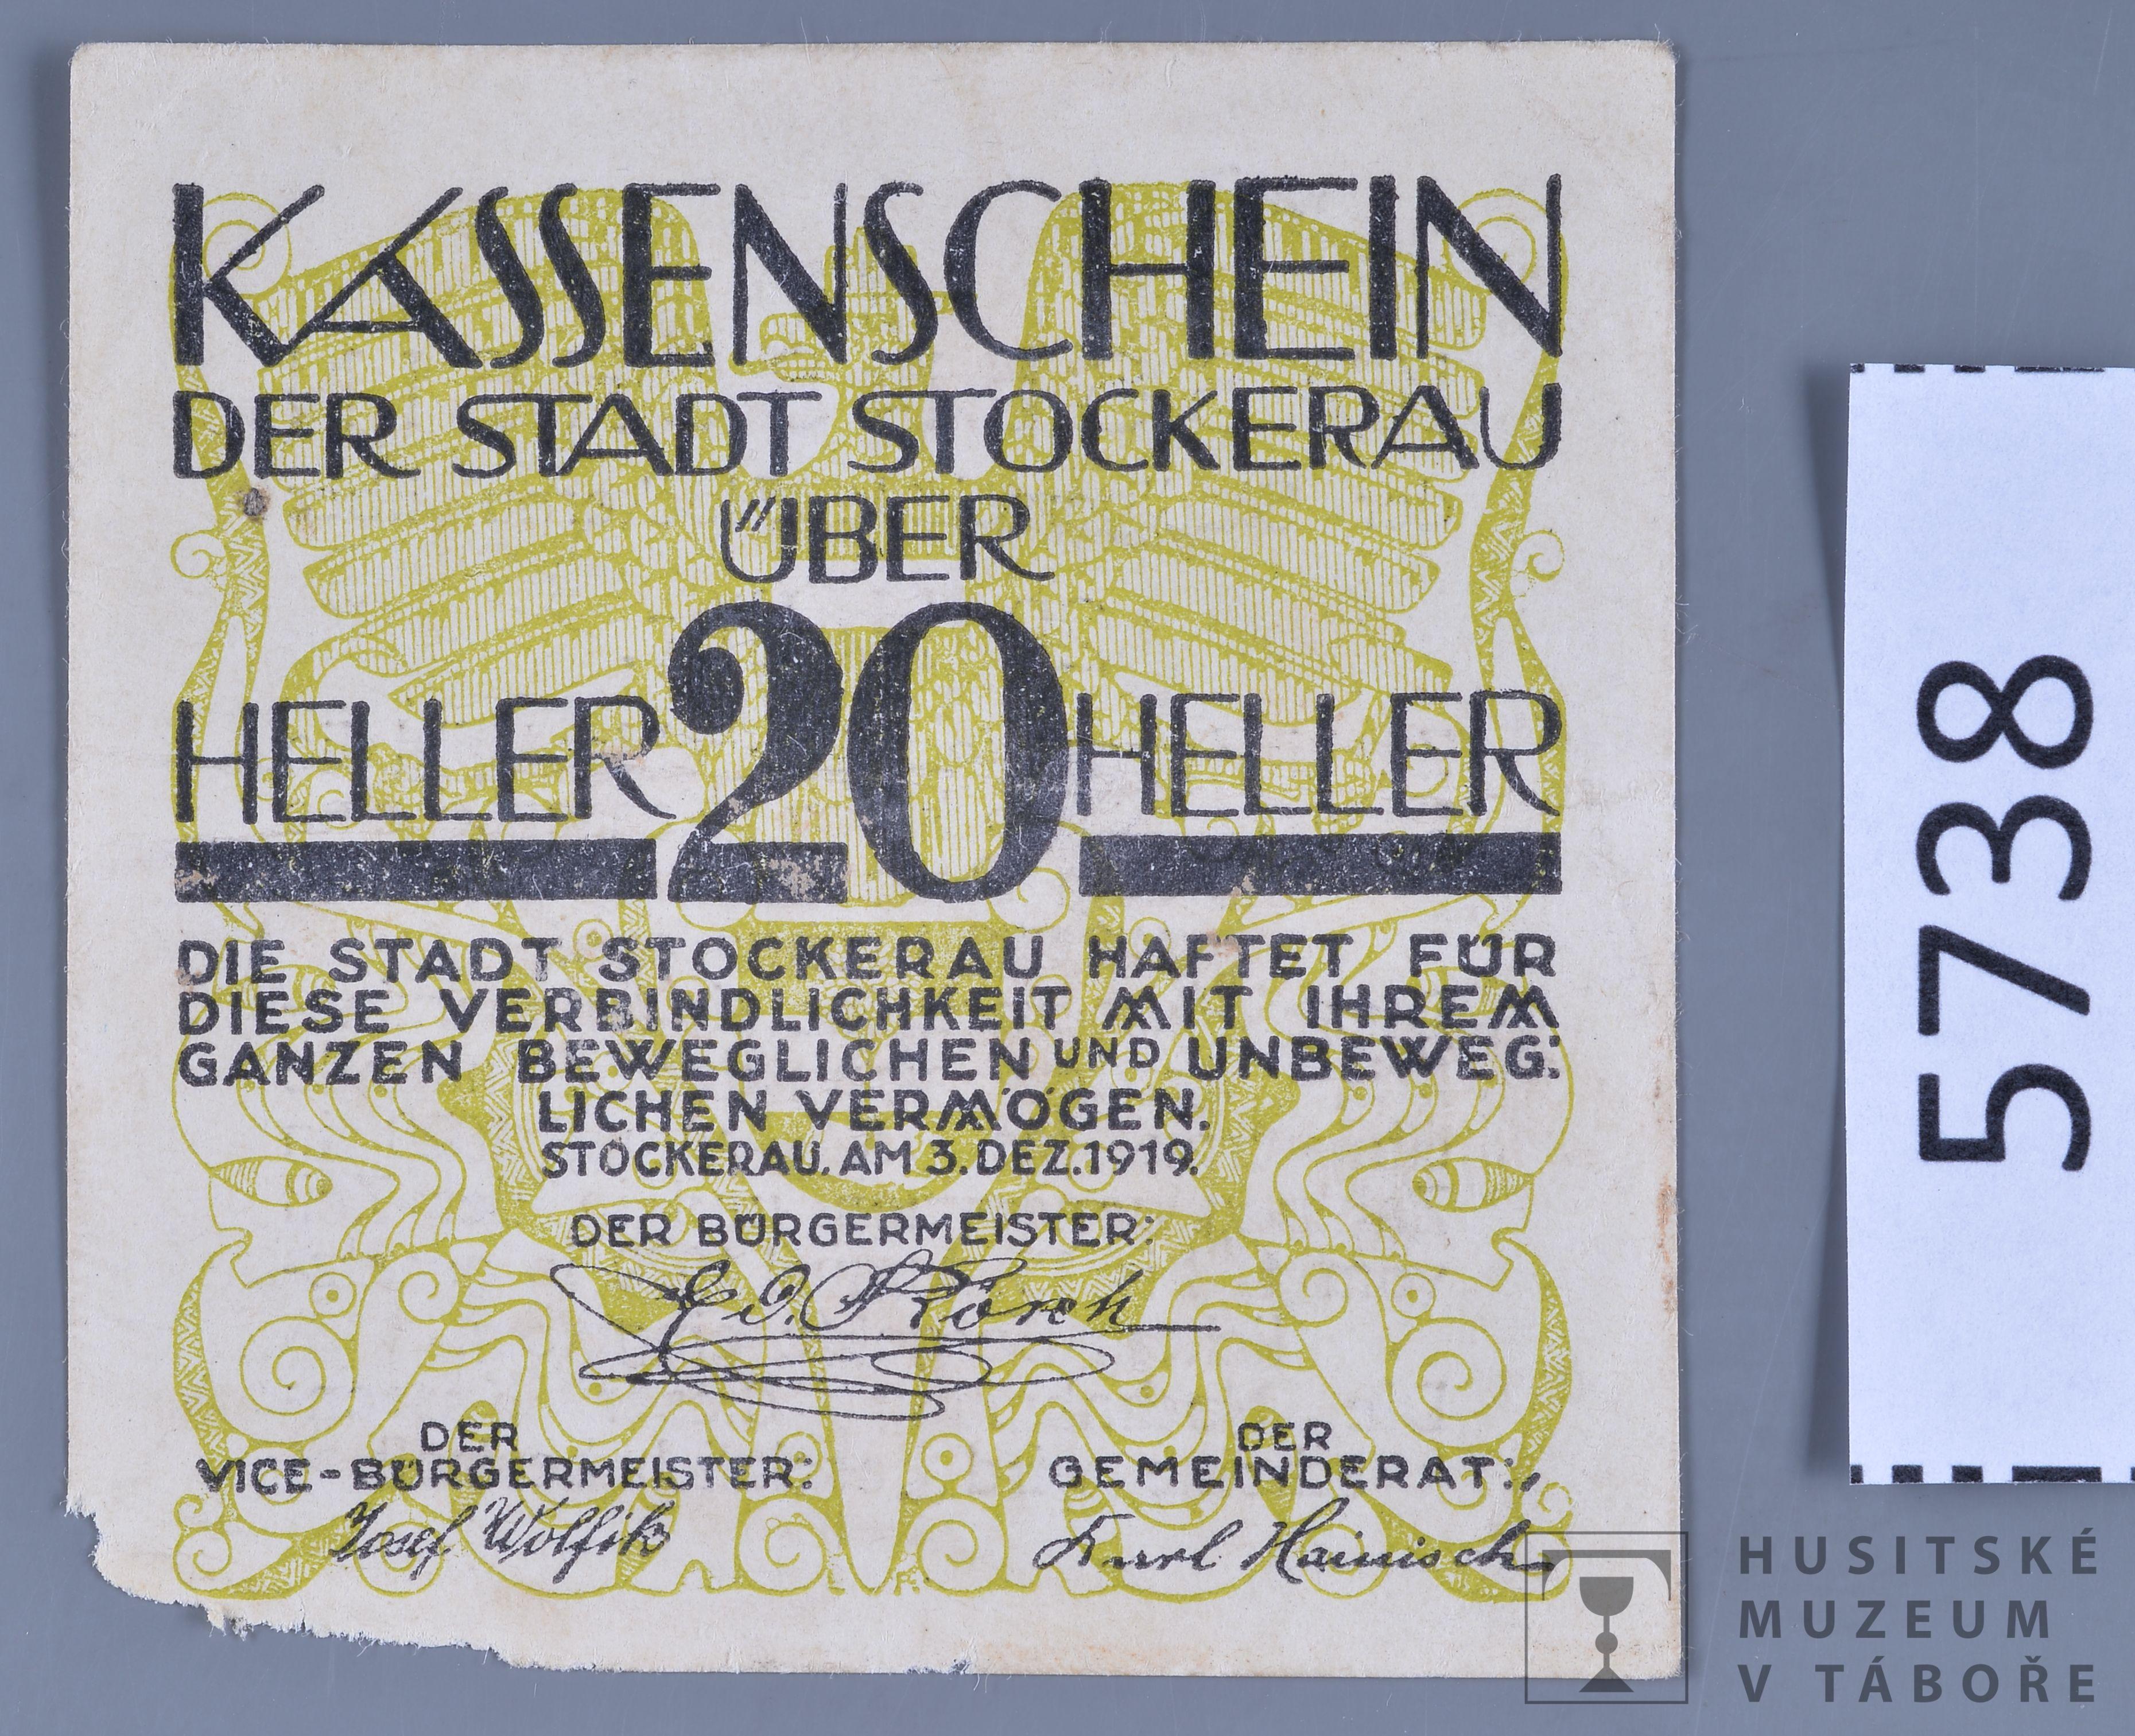 KASSENSCHEIN
DER STADT STOCKERAU
ÜBER
HELLER 20 HELLER
DIE STADT STOCKERAU HAFTET FÜR
DIESE VERBINDLICHKEIT MIT IHREM
GANZEN BEWEGLICHEN UND UNBEWEG:
LICHEN VERMÖGEN.
STOCKERAU, AM 3. DEZ. 1919.
DER BÜRGERMEISTER:
DER
VICE-BÜRGERMEISTER:
Josef Wolfik
DER
GEMEINDERAT:
Karl Hainisch
5738
HUSITSKÉ
MUZEUM
V TÁBOŘE